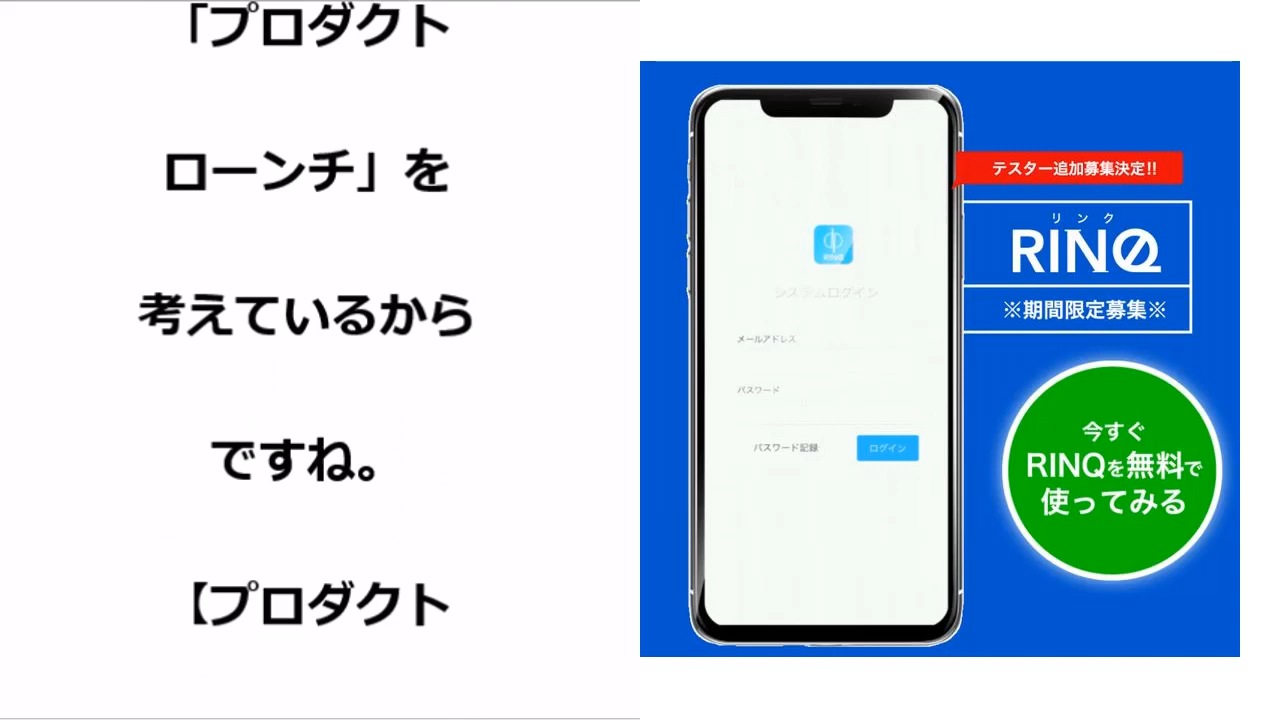 「プロダクト
ローンチ」を
考えているから
ですね。
【プロダクト
RINQ
システムログイン
メールアドレス
パスワード
パスワード記録
ログイン
テスター追加募集決定!!
リンク
RINQ
※期間限定募集※
今すぐ
RINQを無料で
使ってみる